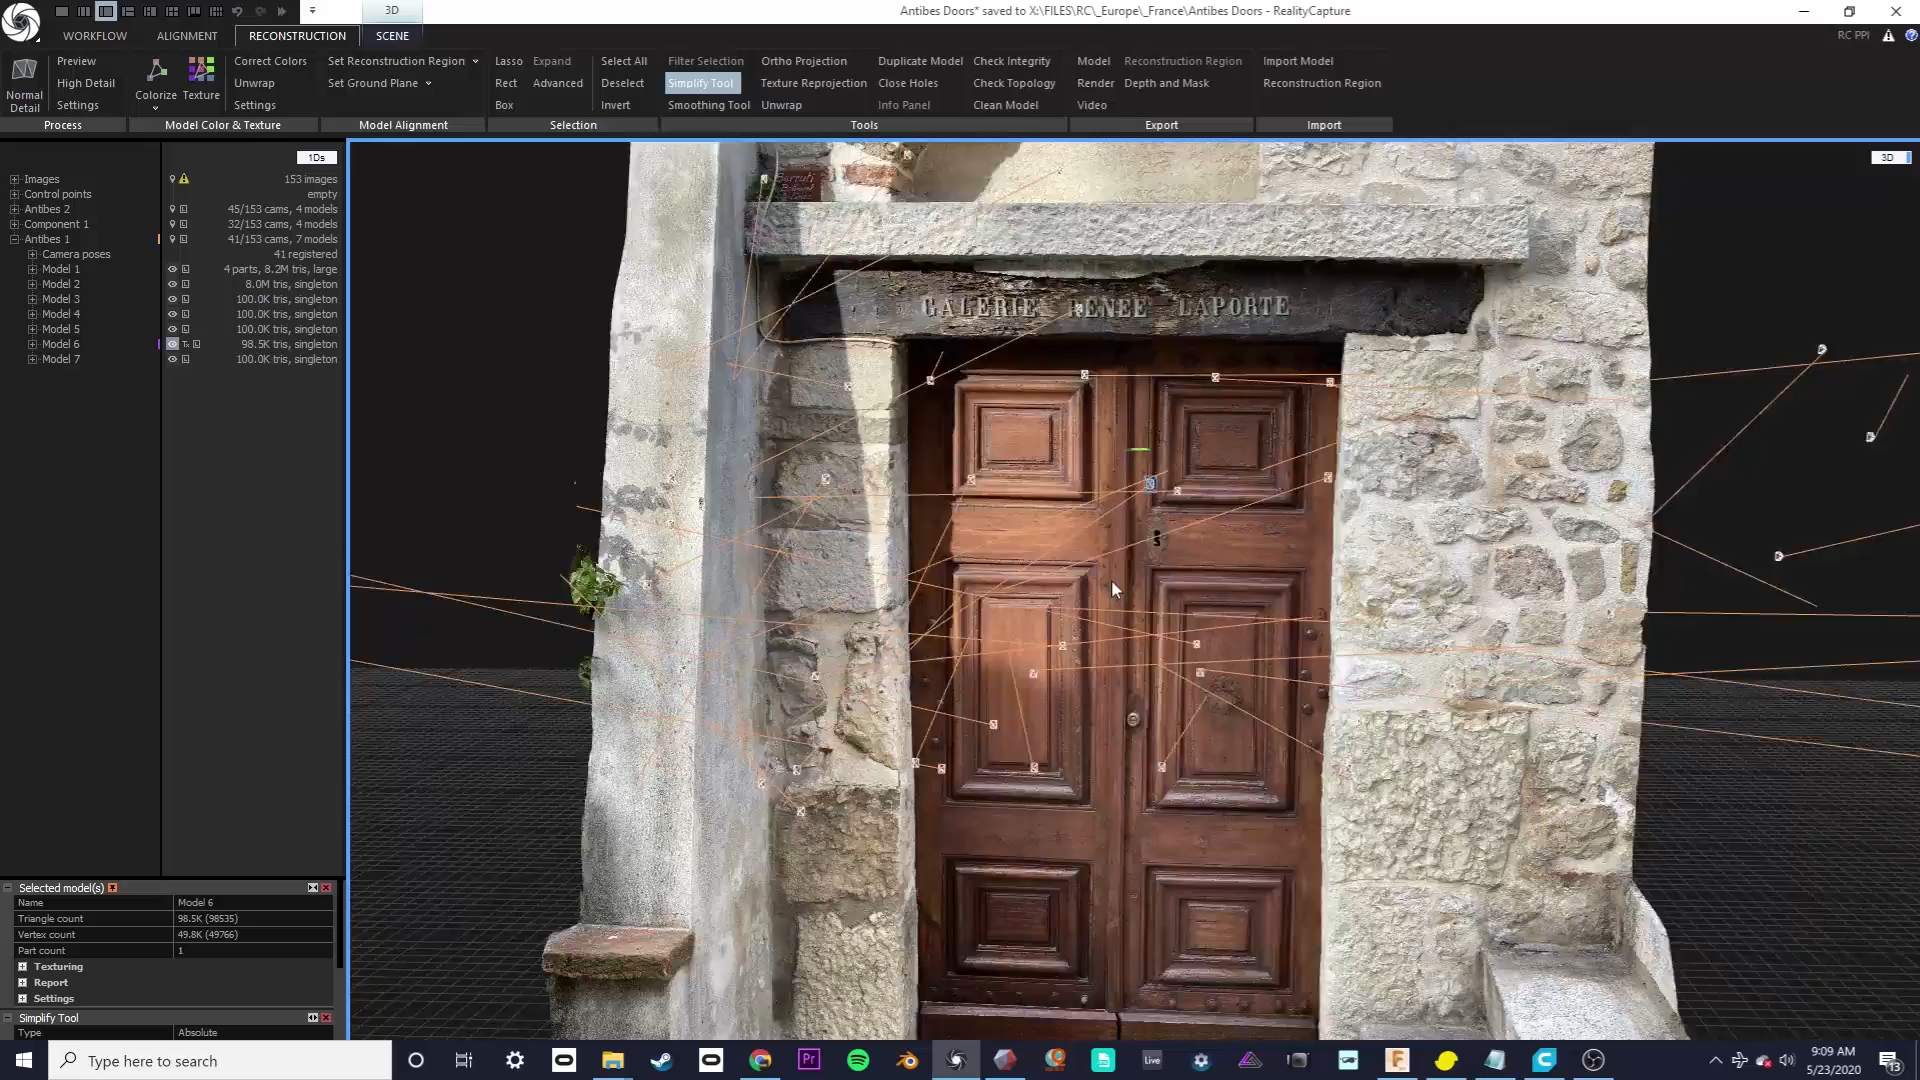 3D
Antibes Doors* saved to X:\FILES\RC\_Europe\_France\Antibes Doors - RealityCapture
WORKFLOW ALIGNMENT RECONSTRUCTION SCENE
RC PPI
Preview Correct Colors Set Reconstruction Region Lasso Expand Select All Filter Selection Ortho Projection Duplicate Model Check Integrity Model Reconstruction Region Import Model
Normal Detail High Detail Colorize Texture Unwrap Set Ground Plane Rect Advanced Deselect Simplify Tool Texture Reprojection Close Holes Check Topology Render Depth and Mask Reconstruction Region
Settings Settings Box Invert Smoothing Tool Unwrap Info Panel Clean Model Video
Process Model Color & Texture Model Alignment Selection Tools Export Import
1Ds
3D
Images 153 images
Control points empty
Antibes 2 45/153 cams, 4 models
Component 1 32/153 cams, 4 models
Antibes 1 41/153 cams, 7 models
Camera poses 41 registered
Model 1 4 parts, 8.2M tris, large
Model 2 8.0M tris, singleton
Model 3 100.0K tris, singleton
Model 4 100.0K tris, singleton
Model 5 100.0K tris, singleton
Model 6 Tx 98.5K tris, singleton
Model 7 100.0K tris, singleton
GALERIE RENEE LAPORTE
Selected model(s)
Name Model 6
Triangle count 98.5K (98535)
Vertex count 49.8K (49766)
Part count 1
Texturing
Report
Settings
Simplify Tool
Type Absolute
Type here to search
Pr
Live
9:09 AM
5/23/2020
13